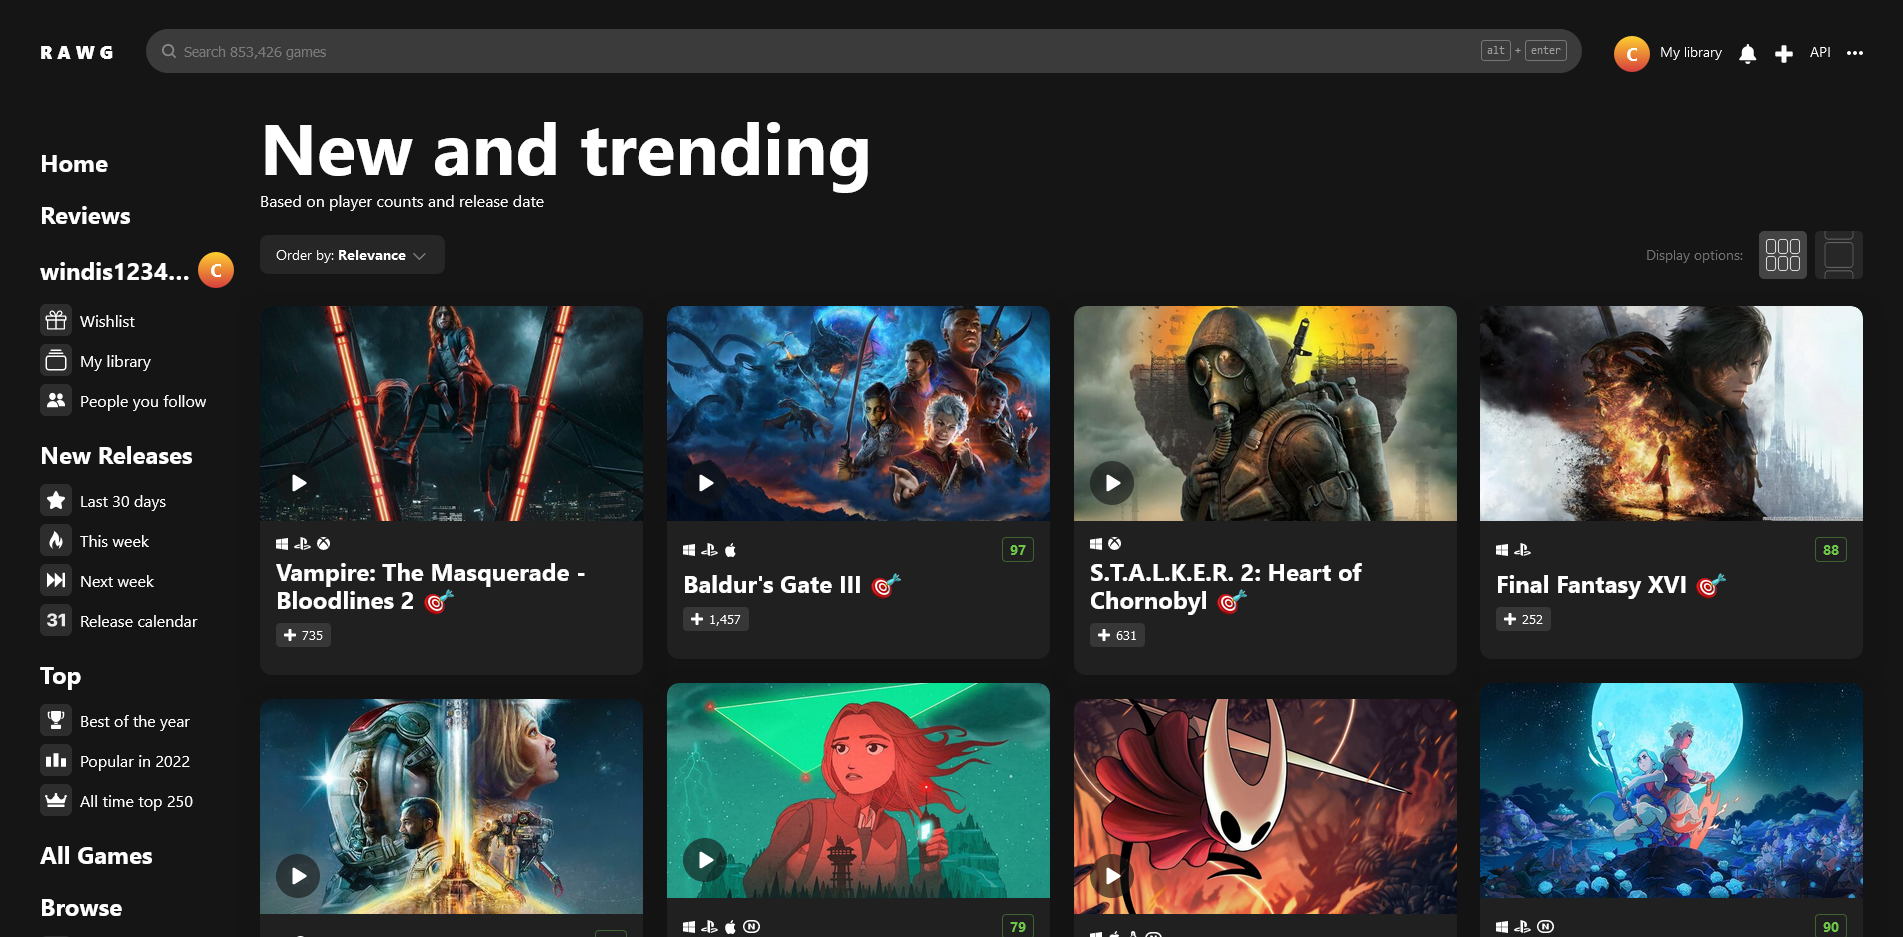 RAWG
Search 853,426 games
alt + enter
C
My library
API
Home
Reviews
windis1234...
C
Wishlist
My library
People you follow
New Releases
Last 30 days
This week
Next week
31
Release calendar
Top
Best of the year
Popular in 2022
All time top 250
All Games
Browse
New and trending
Based on player counts and release date
Order by: Relevance
Display options:
Vampire: The Masquerade -
Bloodlines 2 🎯
735
97
Baldur's Gate III 🎯
1,457
S.T.A.L.K.E.R. 2: Heart of
Chornobyl 🎯
631
88
Final Fantasy XVI 🎯
252
79
90